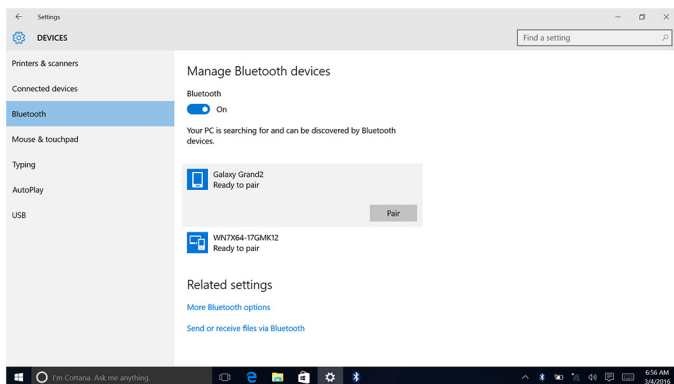 Settings
DEVICES
Find a setting
Printers & scanners
Connected devices
Bluetooth
Mouse & touchpad
Typing
AutoPlay
USB
Manage Bluetooth devices
Bluetooth
On
Your PC is searching for and can be discovered by Bluetooth
devices.
Galaxy Grand2
Ready to pair
Pair
WN7X64-17GMK12
Ready to pair
Related settings
More Bluetooth options
Send or receive files via Bluetooth
I'm Cortana. Ask me anything.
6:56 AM
3/4/2016